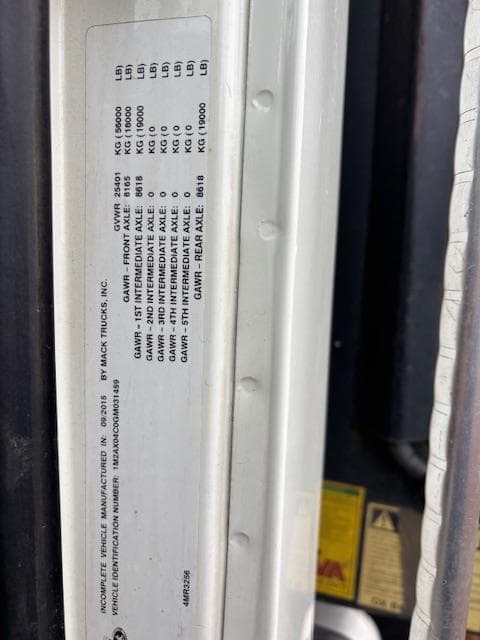 INCOMPLETE VEHICLE MANUFACTURED IN: 09/2015 BY MACK TRUCKS, INC.
VEHICLE IDENTIFICATION NUMBER: 1M2AX04C0GM031459
GVWR 25401 KG (56000 LB)
GAWR - FRONT AXLE: 8165 KG (18000 LB)
GAWR - 1ST INTERMEDIATE AXLE: 8618 KG (19000 LB)
GAWR - 2ND INTERMEDIATE AXLE: 0 KG (0 LB)
GAWR - 3RD INTERMEDIATE AXLE: 0 KG (0 LB)
GAWR - 4TH INTERMEDIATE AXLE: 0 KG (0 LB)
GAWR - 5TH INTERMEDIATE AXLE: 0 KG (0 LB)
GAWR - REAR AXLE: 8618 KG (19000 LB)
4MR3256